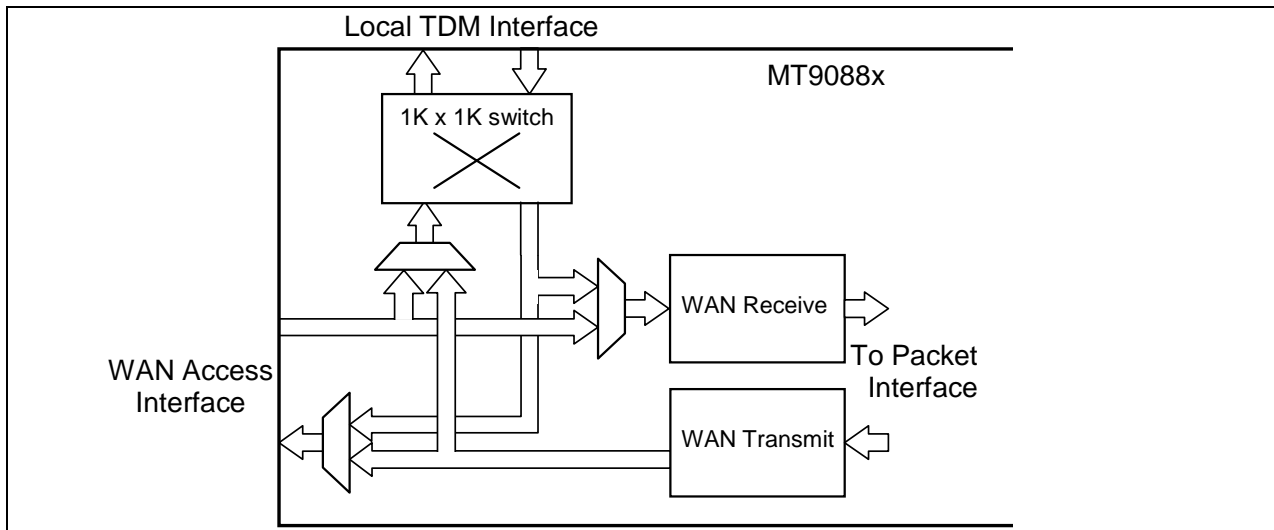 Local TDM Interface
MT9088x
1K x 1K switch
WAN Receive
To Packet
Interface
WAN Access
Interface
WAN Transmit